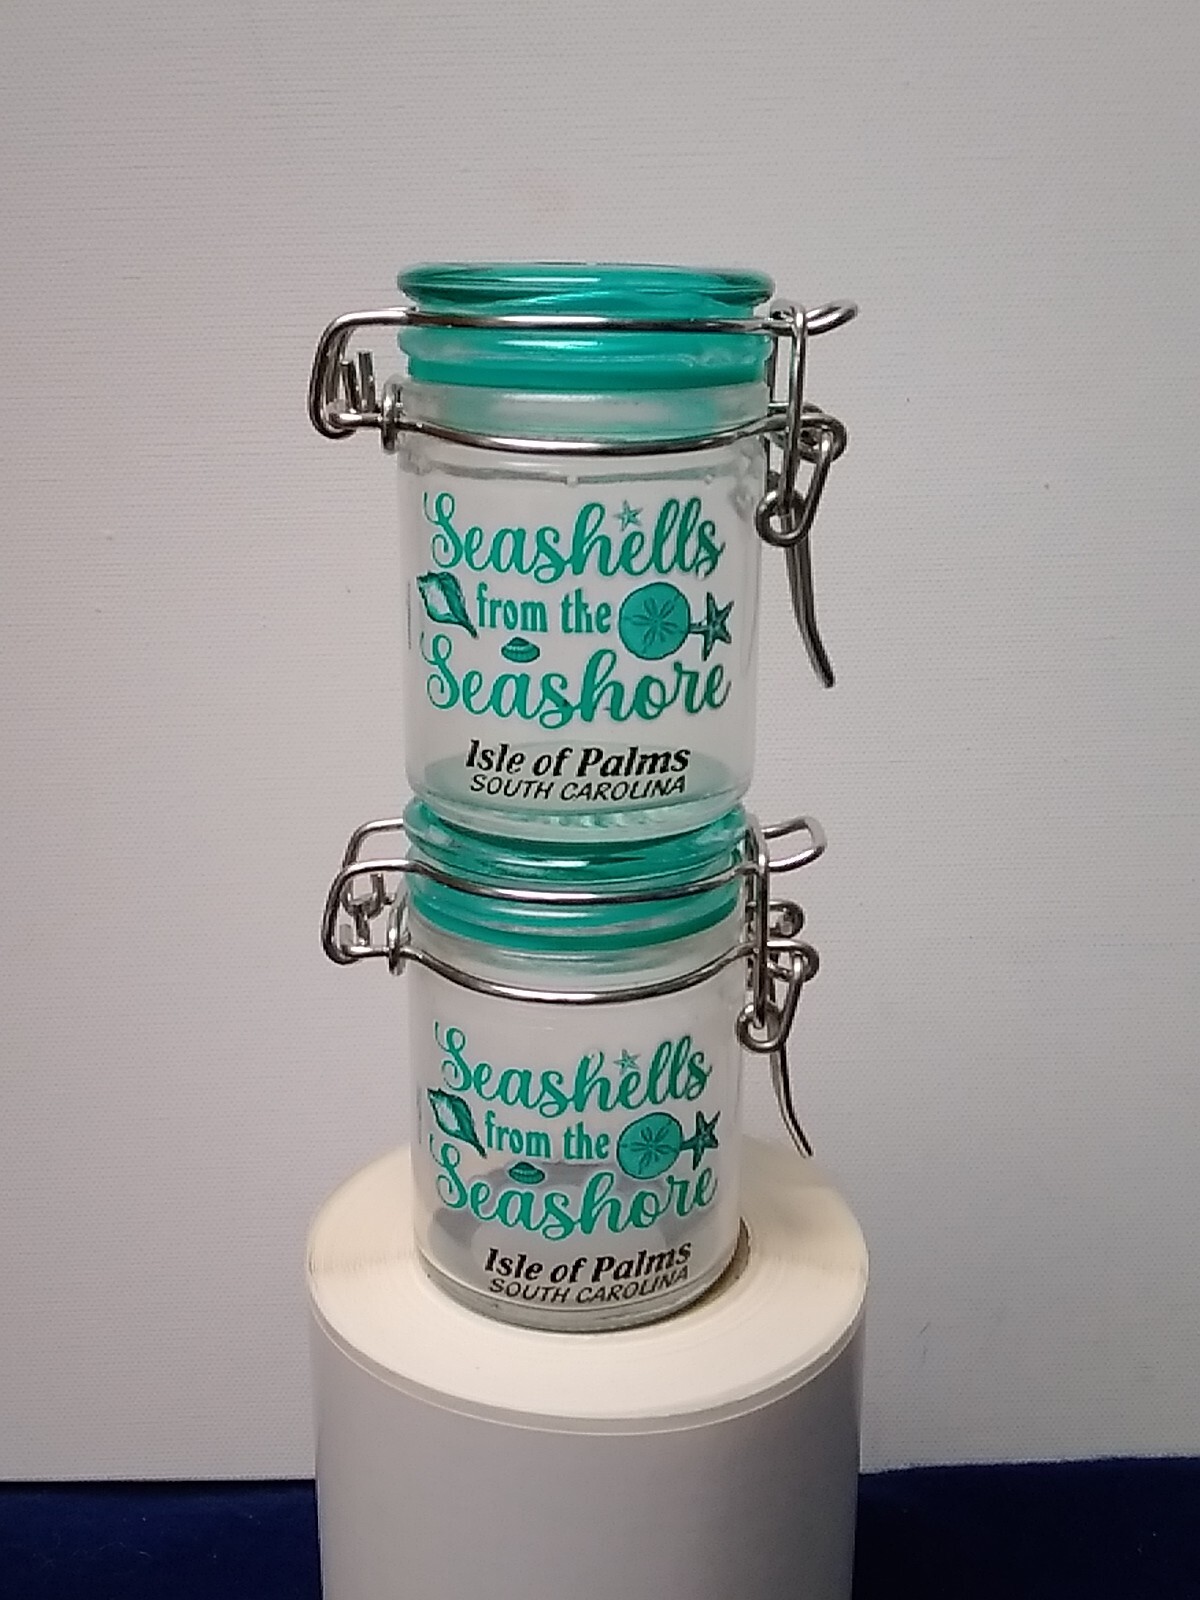 Seashells
from the
Seashore
Isle of Palms
SOUTH CAROLINA
Seashells
from the
Seashore
Isle of Palms
SOUTH CAROLINA